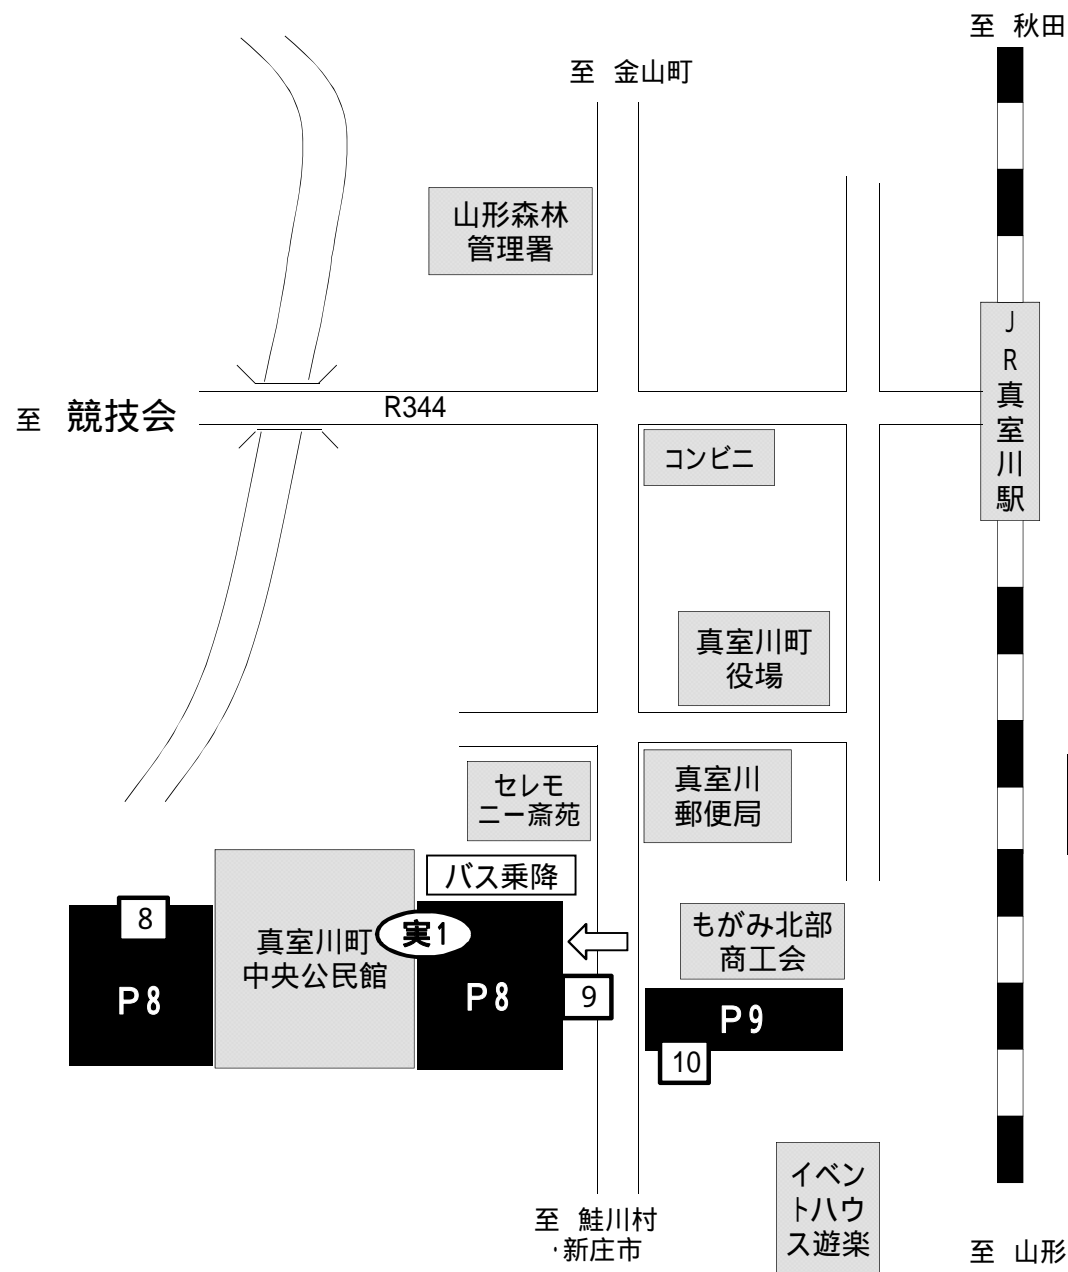 至 秋田
至 金山町
山形森林
管理署
JR真室川駅
至 競技会
R344
コンビニ
真室川町
役場
セレモ
ニー斎苑
真室川
郵便局
バス乗降
8
真室川町
中央公民館
実1
もがみ北部
商工会
P8
P8
9
P9
10
イベン
トハウ
ス遊楽
至 鮭川村
・新庄市
至 山形